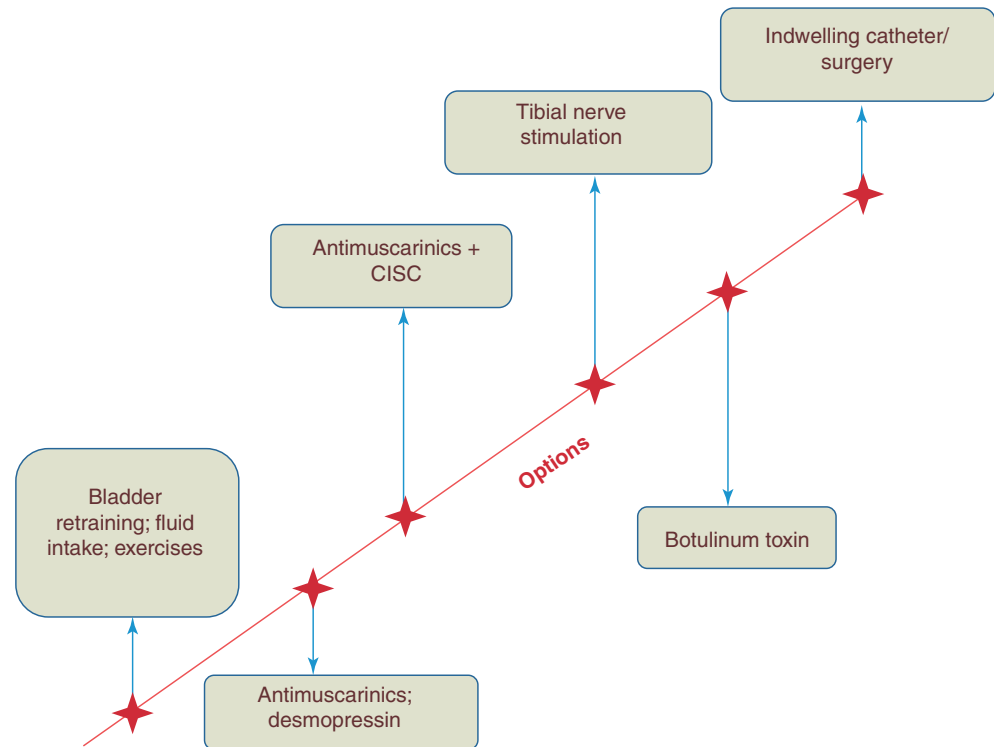 Indwelling catheter/
surgery
Tibial nerve
stimulation
Antimuscarinics +
CISC
Options
Bladder
retraining; fluid
intake; exercises
Botulinum toxin
Antimuscarinics;
desmopressin